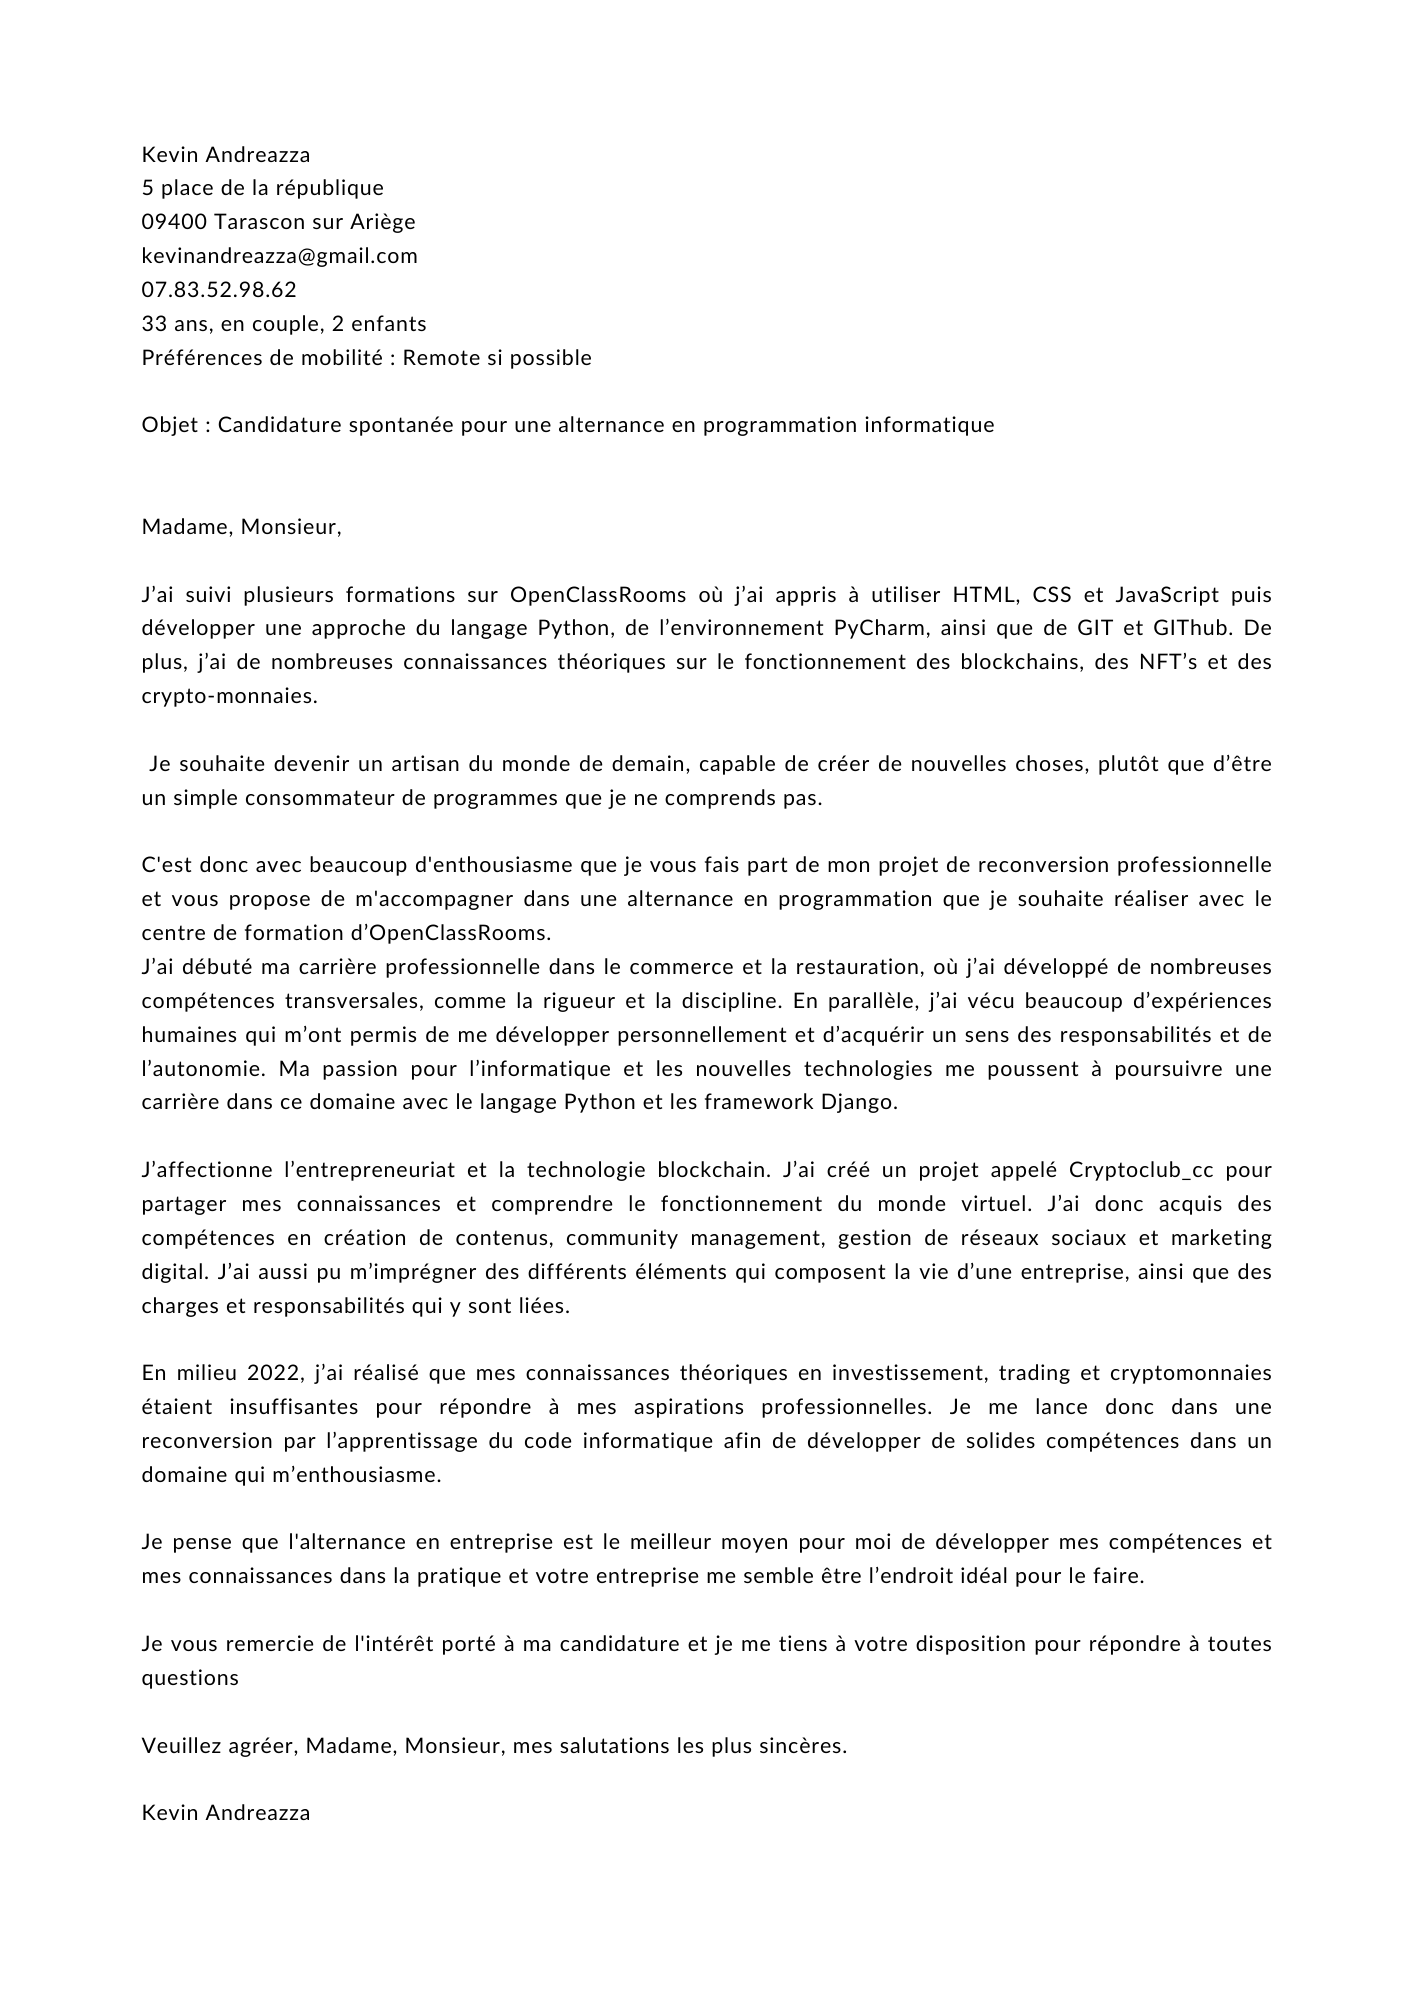 Kevin Andreazza
5 place de la république
09400 Tarascon sur Ariège
kevinandreazza@gmail.com
07.83.52.98.62
33 ans, en couple, 2 enfants
Préférences de mobilité : Remote si possible
Objet : Candidature spontanée pour une alternance en programmation informatique
Madame, Monsieur,
J’ai suivi plusieurs formations sur OpenClassRooms où j’ai appris à utiliser HTML, CSS et JavaScript puis
développer une approche du langage Python, de l’environnement PyCharm, ainsi que de GIT et GIThub. De
plus, j’ai de nombreuses connaissances théoriques sur le fonctionnement des blockchains, des NFT’s et des
crypto-monnaies.
Je souhaite devenir un artisan du monde de demain, capable de créer de nouvelles choses, plutôt que d’être
un simple consommateur de programmes que je ne comprends pas.
C'est donc avec beaucoup d'enthousiasme que je vous fais part de mon projet de reconversion professionnelle
et vous propose de m'accompagner dans une alternance en programmation que je souhaite réaliser avec le
centre de formation d’OpenClassRooms.
J’ai débuté ma carrière professionnelle dans le commerce et la restauration, où j’ai développé de nombreuses
compétences transversales, comme la rigueur et la discipline. En parallèle, j’ai vécu beaucoup d’expériences
humaines qui m’ont permis de me développer personnellement et d’acquérir un sens des responsabilités et de
l’autonomie. Ma passion pour l’informatique et les nouvelles technologies me poussent à poursuivre une
carrière dans ce domaine avec le langage Python et les framework Django.
J’affectionne l’entrepreneuriat et la technologie blockchain. J’ai créé un projet appelé Cryptoclub_cc pour
partager mes connaissances et comprendre le fonctionnement du monde virtuel. J’ai donc acquis des
compétences en création de contenus, community management, gestion de réseaux sociaux et marketing
digital. J’ai aussi pu m’imprégner des différents éléments qui composent la vie d’une entreprise, ainsi que des
charges et responsabilités qui y sont liées.
En milieu 2022, j’ai réalisé que mes connaissances théoriques en investissement, trading et cryptomonnaies
étaient insuffisantes pour répondre à mes aspirations professionnelles. Je me lance donc dans une
reconversion par l’apprentissage du code informatique afin de développer de solides compétences dans un
domaine qui m’enthousiasme.
Je pense que l'alternance en entreprise est le meilleur moyen pour moi de développer mes compétences et
mes connaissances dans la pratique et votre entreprise me semble être l’endroit idéal pour le faire.
Je vous remercie de l'intérêt porté à ma candidature et je me tiens à votre disposition pour répondre à toutes
questions
Veuillez agréer, Madame, Monsieur, mes salutations les plus sincères.
Kevin Andreazza